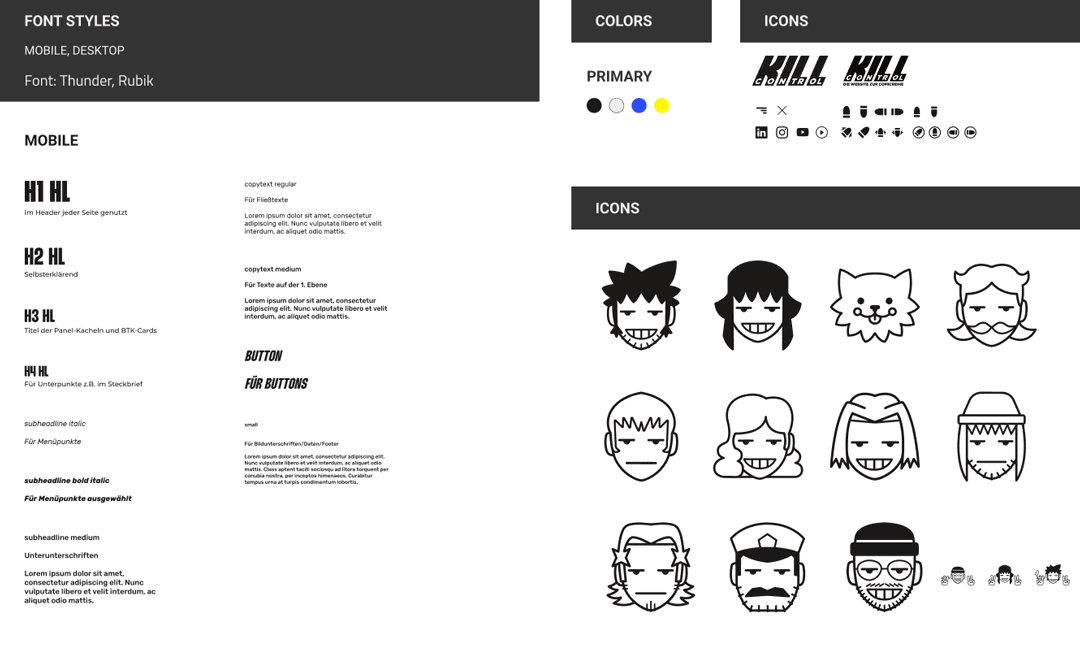 FONT STYLES
MOBILE, DESKTOP
Font: Thunder, Rubik
MOBILE
H1 HL
Im Header jeder Seite genutzt
H2 HL
Selbsterklärend
H3 HL
Titel der Panel-Kacheln und BTK-Cards
H4 HL
Für Unterpunkte z.B. im Steckbrief
subheadline italic
Für Menüpunkte
subheadline bold italic
Für Menüpunkte ausgewählt
subheadline medium
Unterunterschriften
Lorem ipsum dolor sit amet,
consectetur adipiscing elit. Nunc
vulputate libero et velit interdum, ac
aliquet odio mattis.
copytext regular
Für Fließtexte
Lorem ipsum dolor sit amet, consectetur
adipiscing elit. Nunc vulputate libero et velit
interdum, ac aliquet odio mattis.
copytext medium
Für Texte auf der 1. Ebene
Lorem ipsum dolor sit amet, consectetur
adipiscing elit. Nunc vulputate libero et velit
interdum, ac aliquet odio mattis.
BUTTON
FÜR BUTTONS
small
Für Bildunterschriften/Daten/Footer
Lorem ipsum dolor sit amet, consectetur adipiscing elit.
Nunc vulputate libero et velit interdum, ac aliquet odio
mattis. Class aptent taciti sociosqu ad litora torquent per
conubia nostra, per inceptos himenaeos. Curabitur
tempus urna at turpis condimentum lobortis.
COLORS
PRIMARY
ICONS
KILL
CONTROL
KILL
CONTROL
DIE WEBSITE ZUR COMICREIHE
in
ICONS